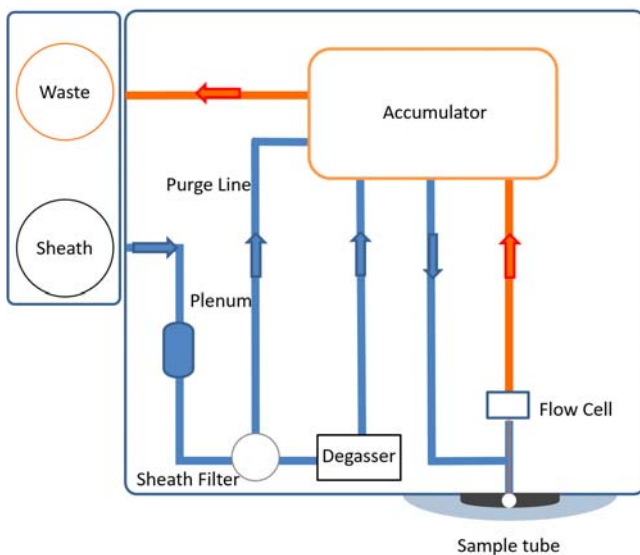 Waste
Accumulator
Purge Line
Sheath
Plenum
Flow Cell
Degasser
Sheath Filter
Sample tube